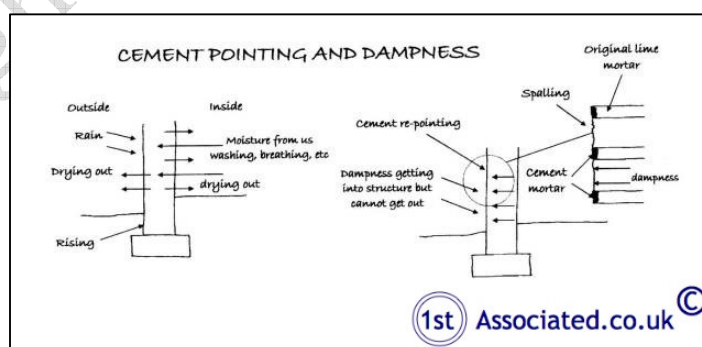 CEMENT POINTING AND DAMPNESS
Outside
Inside
Rain
Moisture from us
washing, breathing, etc
Drying out
drying out
Rising
Cement re-pointing
Dampness getting
into structure but
cannot get out
Spalling
Original lime
mortar
Cement
mortar
dampness
1st Associated.co.uk ©